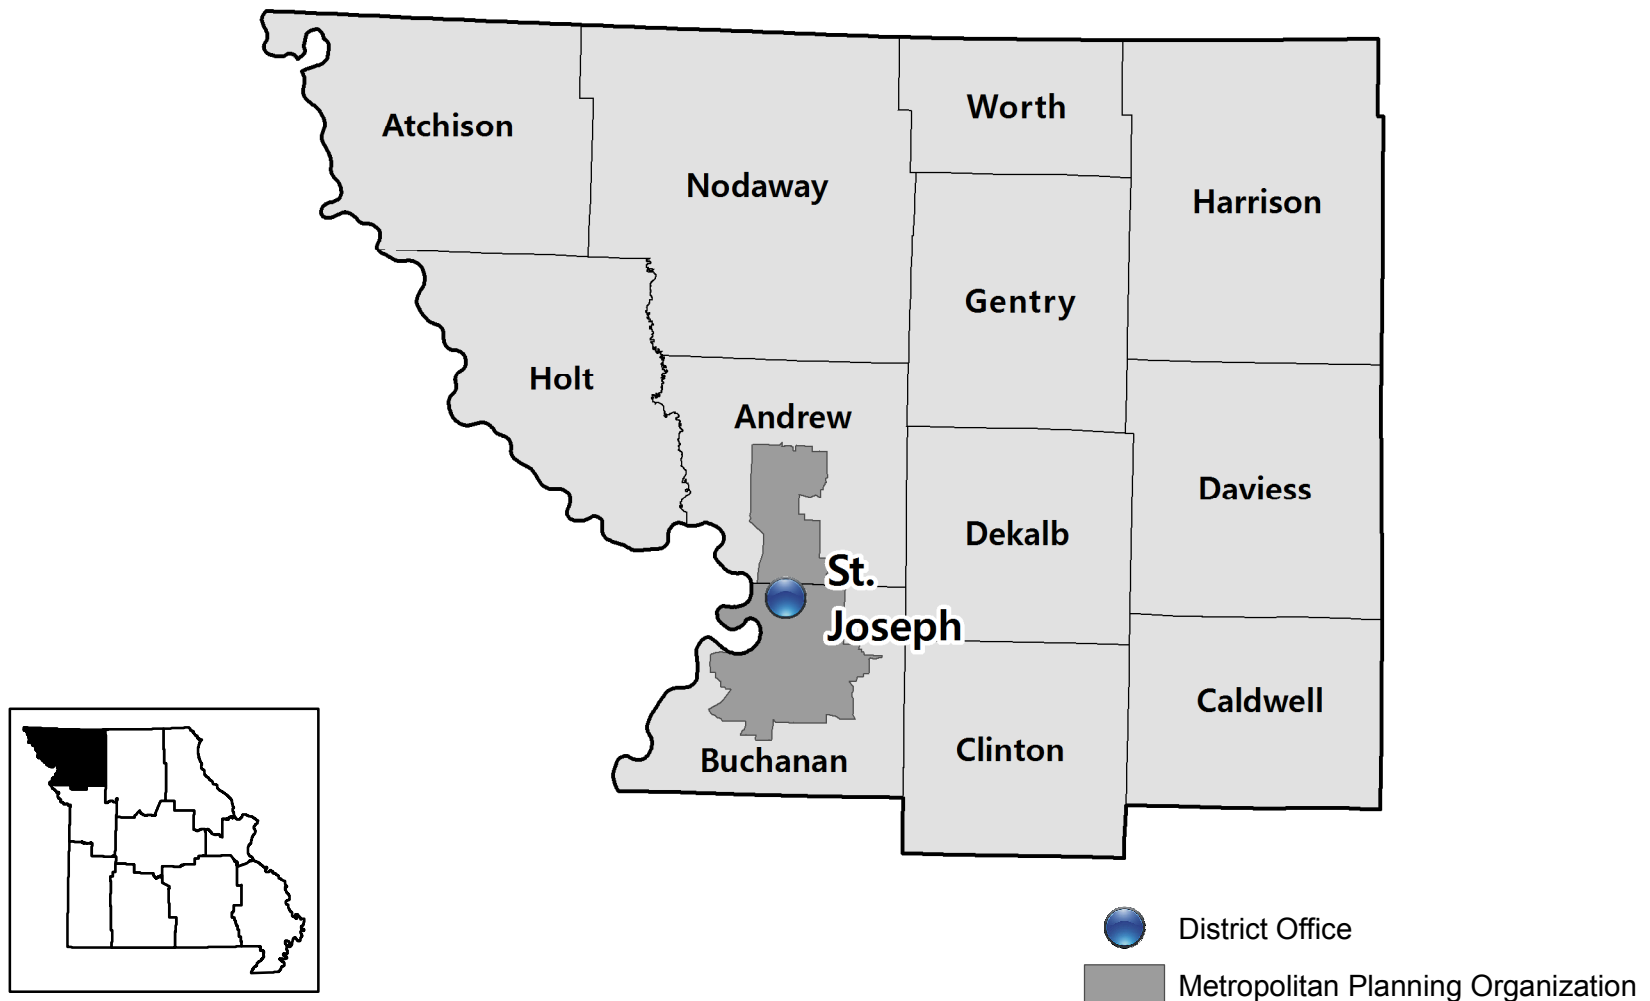 Atchison
Worth
Nodaway
Harrison
Gentry
Holt
Andrew
Daviess
Dekalb
St.
Joseph
Caldwell
Clinton
Buchanan
District Office
Metropolitan Planning Organization